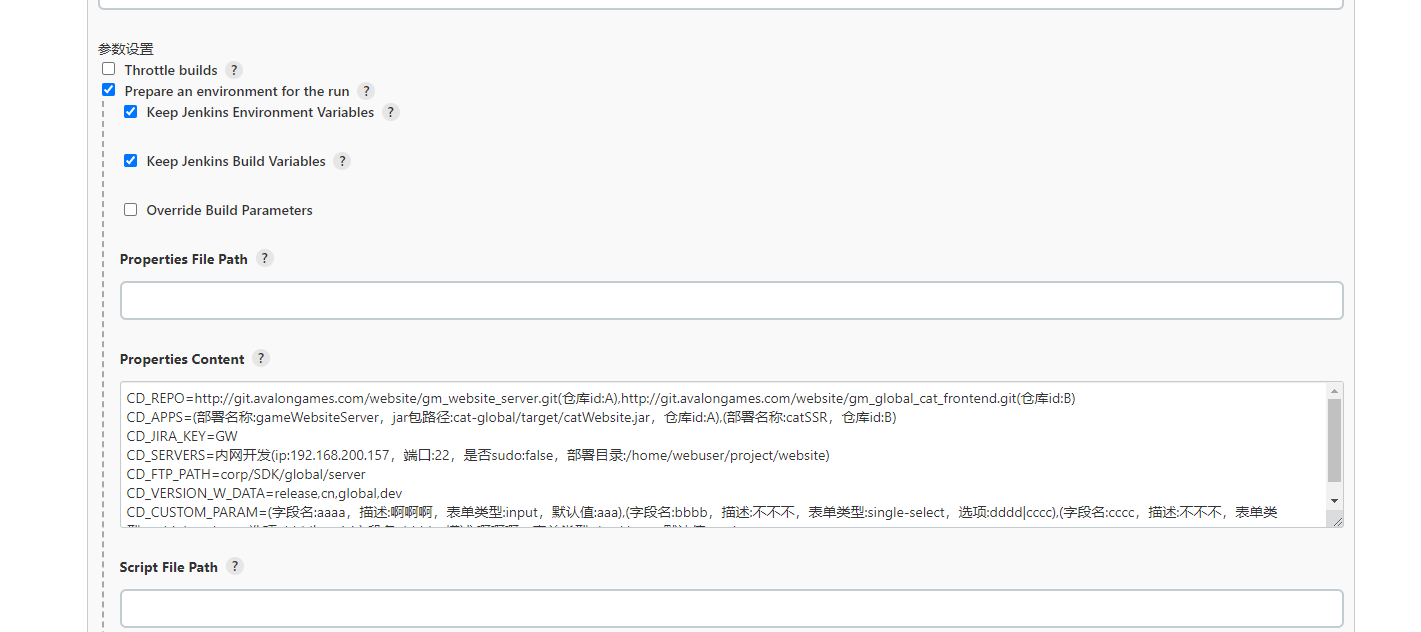 参数设置
Throttle builds ?
Prepare an environment for the run ?
Keep Jenkins Environment Variables ?
Keep Jenkins Build Variables ?
Override Build Parameters
Properties File Path ?
Properties Content ?
CD_REPO=http://git.avalongames.com/website/gm_website_server.git(仓库id:A),http://git.avalongames.com/website/gm_global_cat_frontend.git(仓库id:B)
CD_APPS=(部署名称:gameWebsiteServer，jar包路径:cat-global/target/catWebsite.jar，仓库id:A),(部署名称:catSSR，仓库id:B)
CD_JIRA_KEY=GW
CD_SERVERS=内网开发(ip:192.168.200.157，端口:22，是否sudo:false，部署目录:/home/webuser/project/website)
CD_FTP_PATH=corp/SDK/global/server
CD_VERSION_W_DATA=release,cn,global,dev
CD_CUSTOM_PARAM=(字段名:aaaa，描述:啊啊啊，表单类型:input，默认值:aaa),(字段名:bbbb，描述:不不不，表单类型:single-select，选项:dddd|cccc),(字段名:cccc，描述:不不不，表单类
Script File Path ?